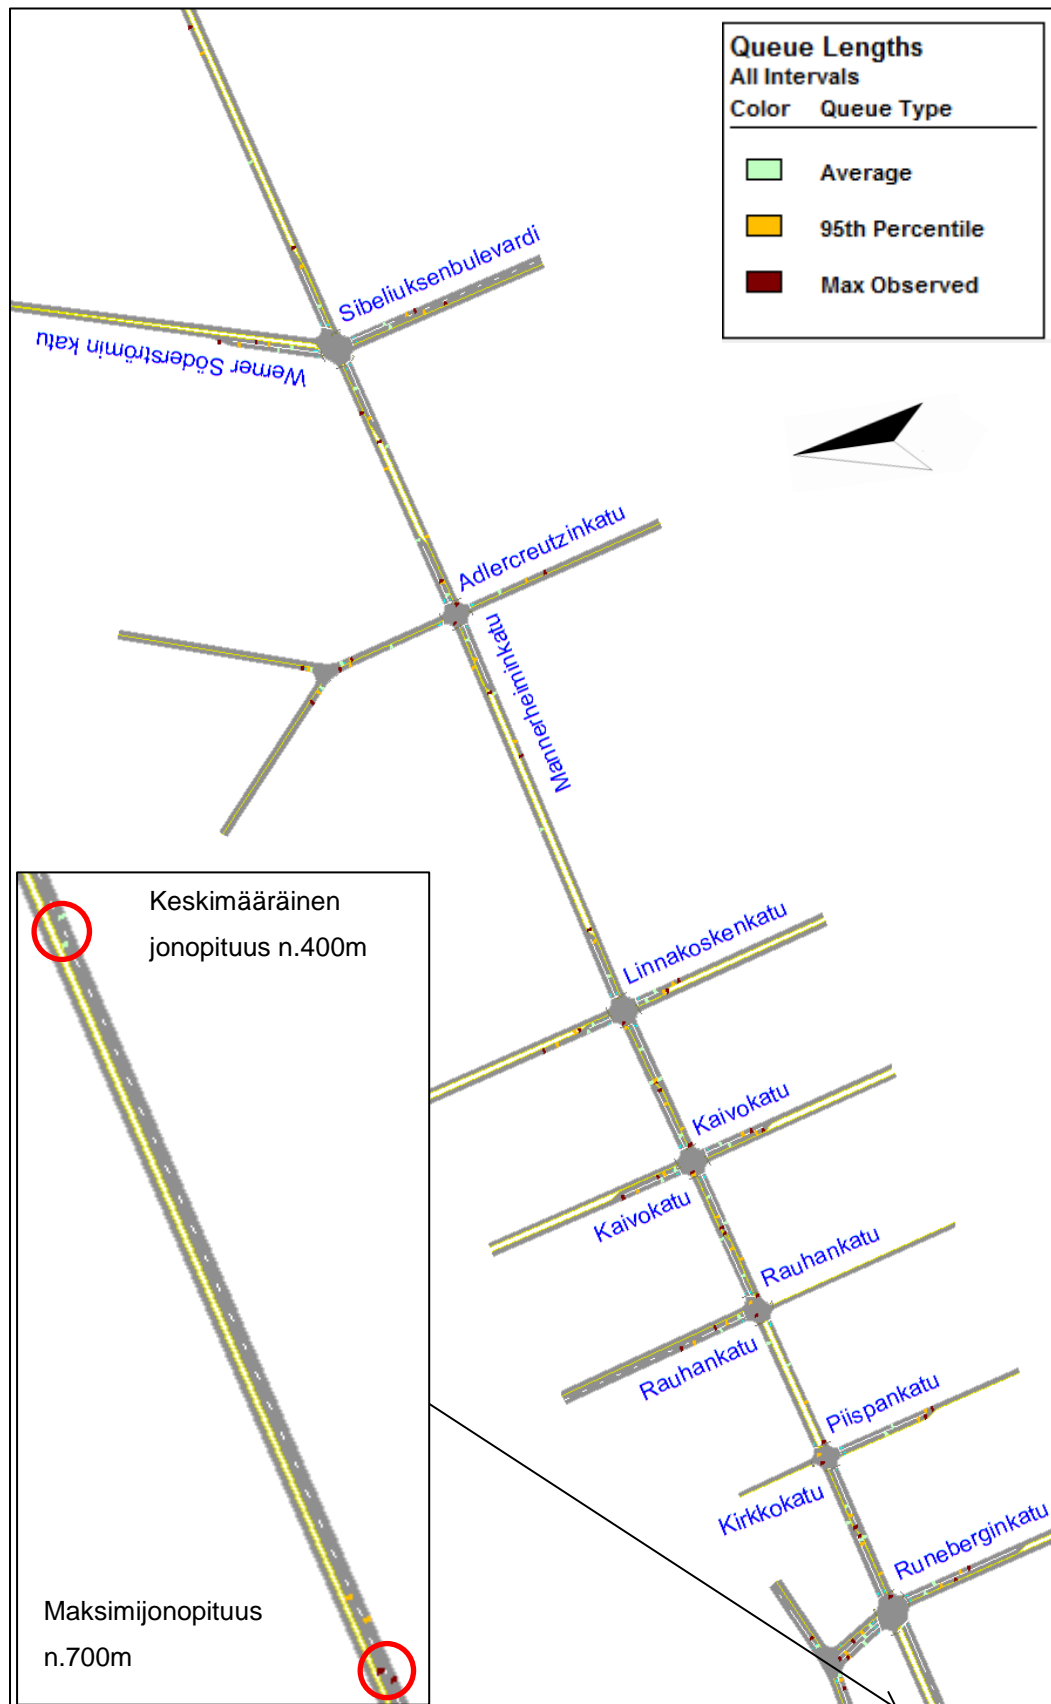 Queue Lengths
All Intervals
Color Queue Type
Average
95th Percentile
Max Observed
Sibeliuksenbulevardi
Werner Söderströmin katu
Adlercreutzinkatu
Mannerheiminkatu
Keskimääräinen
jonopituus n.400m
Linnakoskenkatu
Kaivokatu
Kaivokatu
Rauhankatu
Rauhankatu
Piispankatu
Kirkkokatu
Runeberginkatu
Maksimijonopituus
n.700m